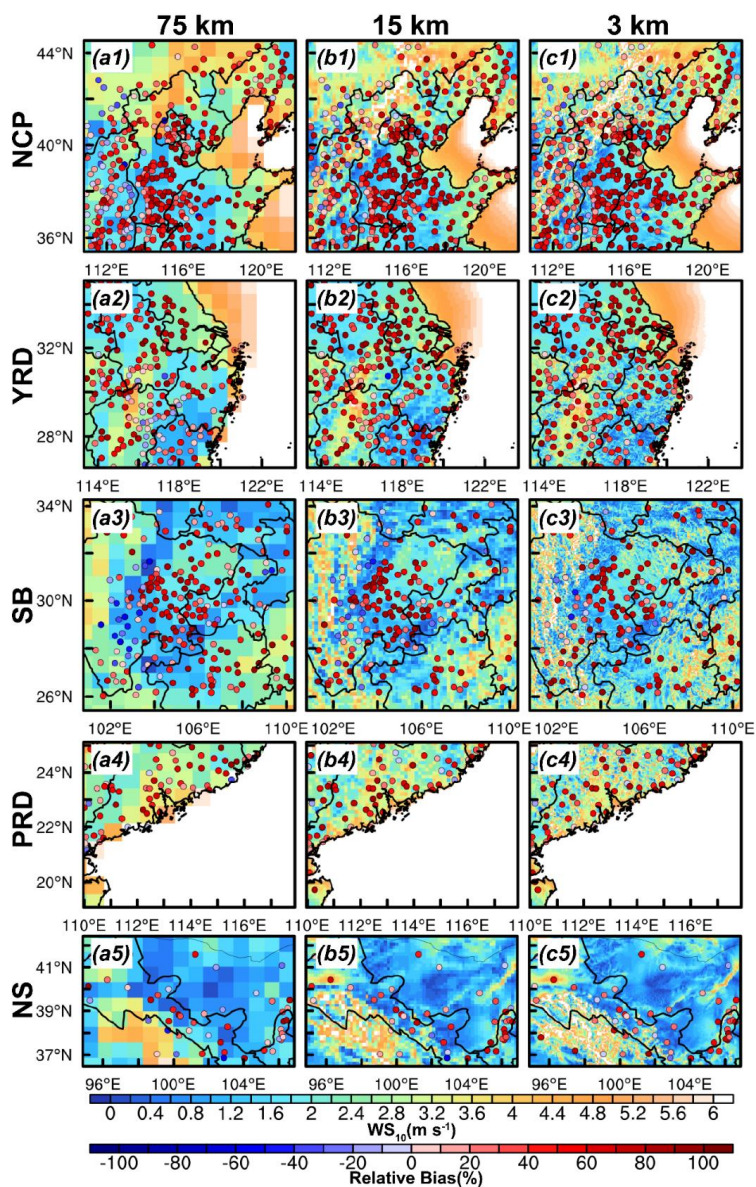 75 km 15 km 3 km
NCP
44°N
40°N
36°N
(a1) (b1) (c1)
112°E 116°E 120°E 112°E 116°E 120°E 112°E 116°E 120°E
YRD
32°N
30°N
28°N
(a2) (b2) (c2)
114°E 118°E 122°E 114°E 118°E 122°E 114°E 118°E 122°E
SB
34°N
30°N
26°N
(a3) (b3) (c3)
102°E 106°E 110°E 102°E 106°E 110°E 102°E 106°E 110°E
PRD
24°N
22°N
20°N
(a4) (b4) (c4)
110°E 112°E 114°E 116°E 110°E 112°E 114°E 116°E 110°E 112°E 114°E 116°E
NS
41°N
39°N
37°N
(a5) (b5) (c5)
96°E 100°E 104°E 96°E 100°E 104°E 96°E 100°E 104°E
0 0.4 0.8 1.2 1.6 2 2.4 2.8 3.2 3.6 4 4.4 4.8 5.2 5.6 6
WS10(m s-1)
-100 -80 -60 -40 -20 0 20 40 60 80 100
Relative Bias(%)